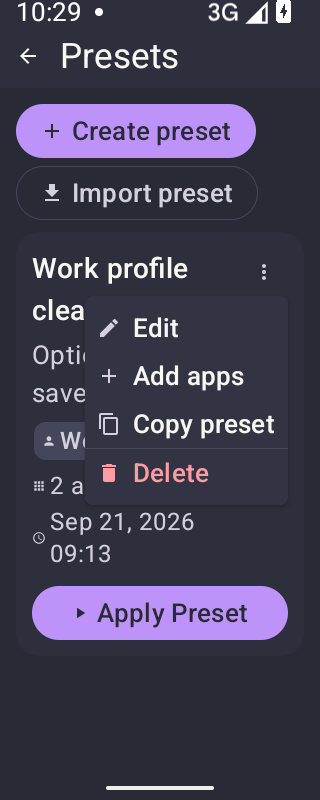 10:29
3G
Presets
Create preset
Import preset
Work profile
Edit
Add apps
Copy preset
Delete
2
Sep 21, 2026
09:13
Apply Preset